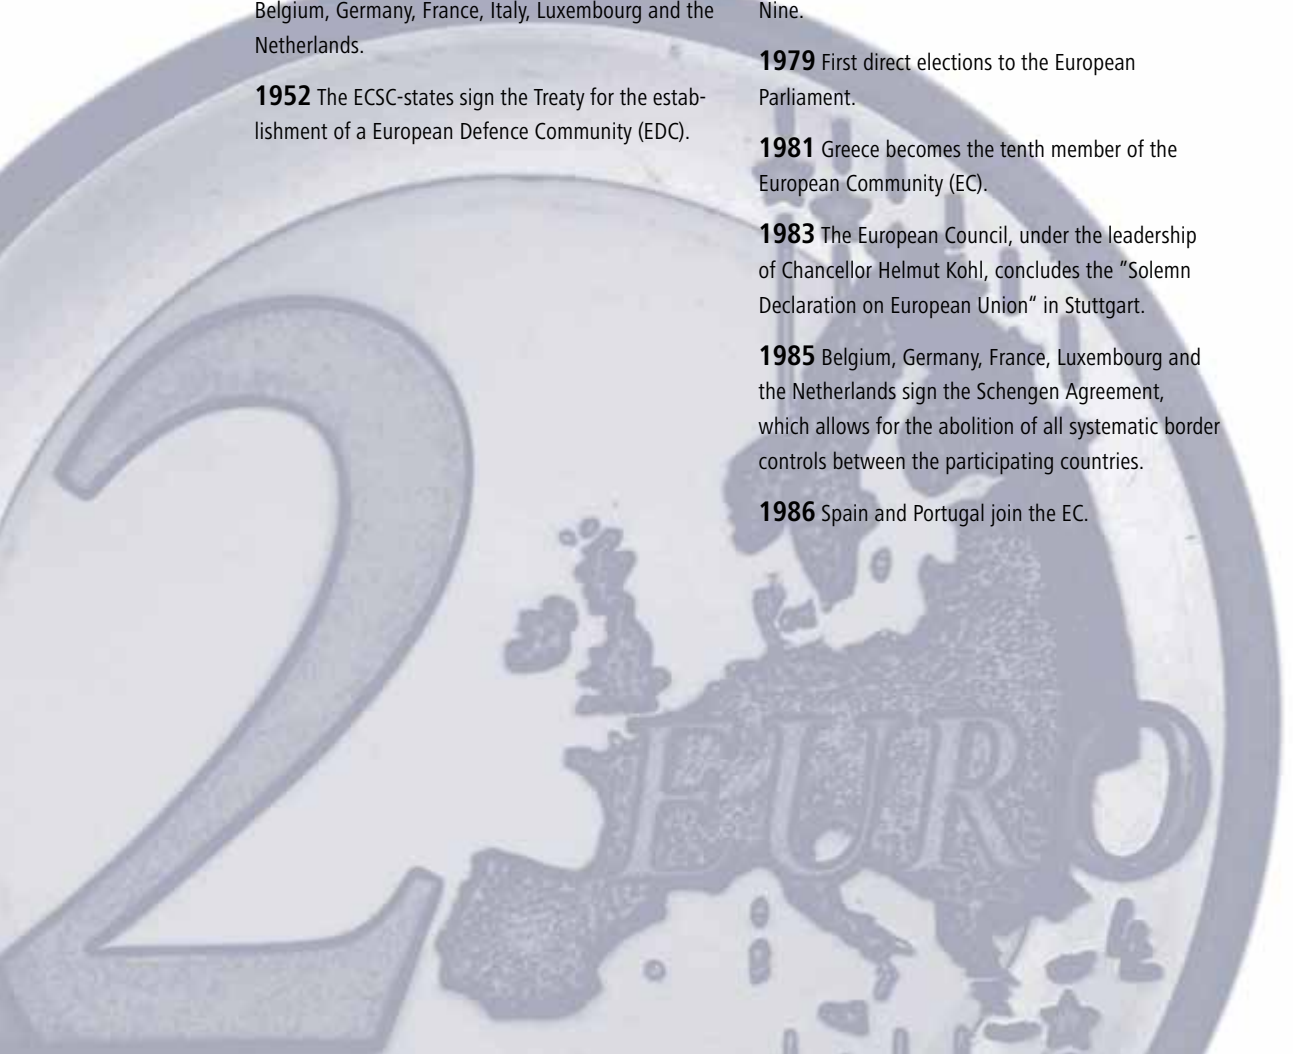 Belgium, Germany, France, Italy, Luxembourg and the
Netherlands.
1952 The ECSC-states sign the Treaty for the estab-
lishment of a European Defence Community (EDC).
Nine.
1979 First direct elections to the European
Parliament.
1981 Greece becomes the tenth member of the
European Community (EC).
1983 The European Council, under the leadership
of Chancellor Helmut Kohl, concludes the "Solemn
Declaration on European Union“ in Stuttgart.
1985 Belgium, Germany, France, Luxembourg and
the Netherlands sign the Schengen Agreement,
which allows for the abolition of all systematic border
controls between the participating countries.
1986 Spain and Portugal join the EC.
2 EURO